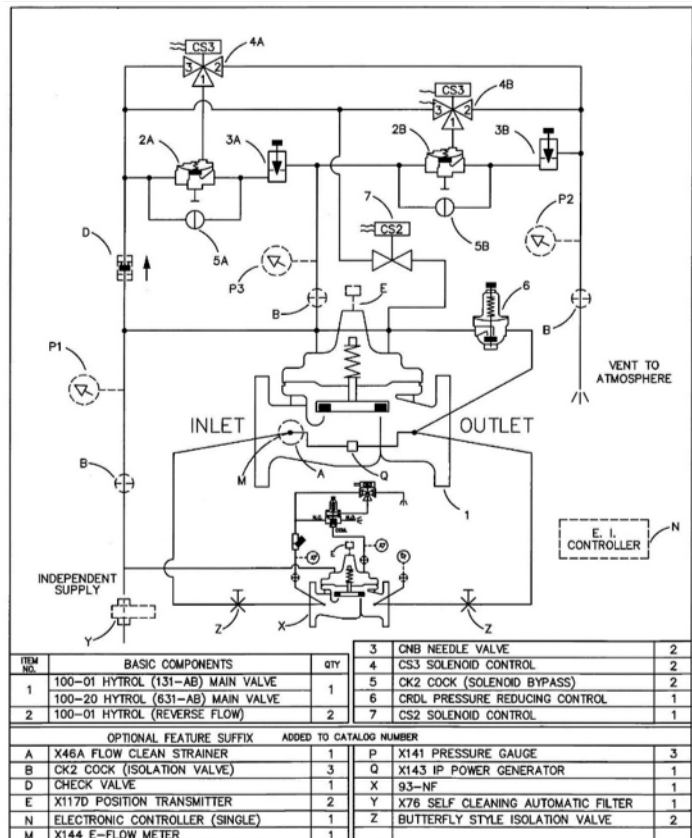 CS3
4A
3
2
1
CS3
4B
3
2
1
2A
3A
2B
3B
7
P2
D
5A
CS2
5B
P3
E
6
B
B
P1
VENT TO
ATMOSPHERE
INLET
OUTLET
B
M
A
Q
1
E. I.
CONTROLLER
N
INDEPENDENT
SUPPLY
Y
Z
X
Z
ITEM NO.
BASIC COMPONENTS
QTY
1
100-01 HYTROL (131-AB) MAIN VALVE
1
100-20 HYTROL (631-AB) MAIN VALVE
2
100-01 HYTROL (REVERSE FLOW)
2
3
CNB NEEDLE VALVE
2
4
CS3 SOLENOID CONTROL
2
5
CK2 COCK (SOLENOID BYPASS)
2
6
CRDL PRESSURE REDUCING CONTROL
1
7
CS2 SOLENOID CONTROL
1
OPTIONAL FEATURE SUFFIX ADDED TO CATALOG NUMBER
A
X46A FLOW CLEAN STRAINER
1
B
CK2 COCK (ISOLATION VALVE)
3
D
CHECK VALVE
1
E
X117D POSITION TRANSMITTER
2
N
ELECTRONIC CONTROLLER (SINGLE)
1
M
X144 E-FLOW METER
1
P
X141 PRESSURE GAUGE
3
Q
X143 IP POWER GENERATOR
1
X
93-NF
1
Y
X76 SELF CLEANING AUTOMATIC FILTER
1
Z
BUTTERFLY STYLE ISOLATION VALVE
2